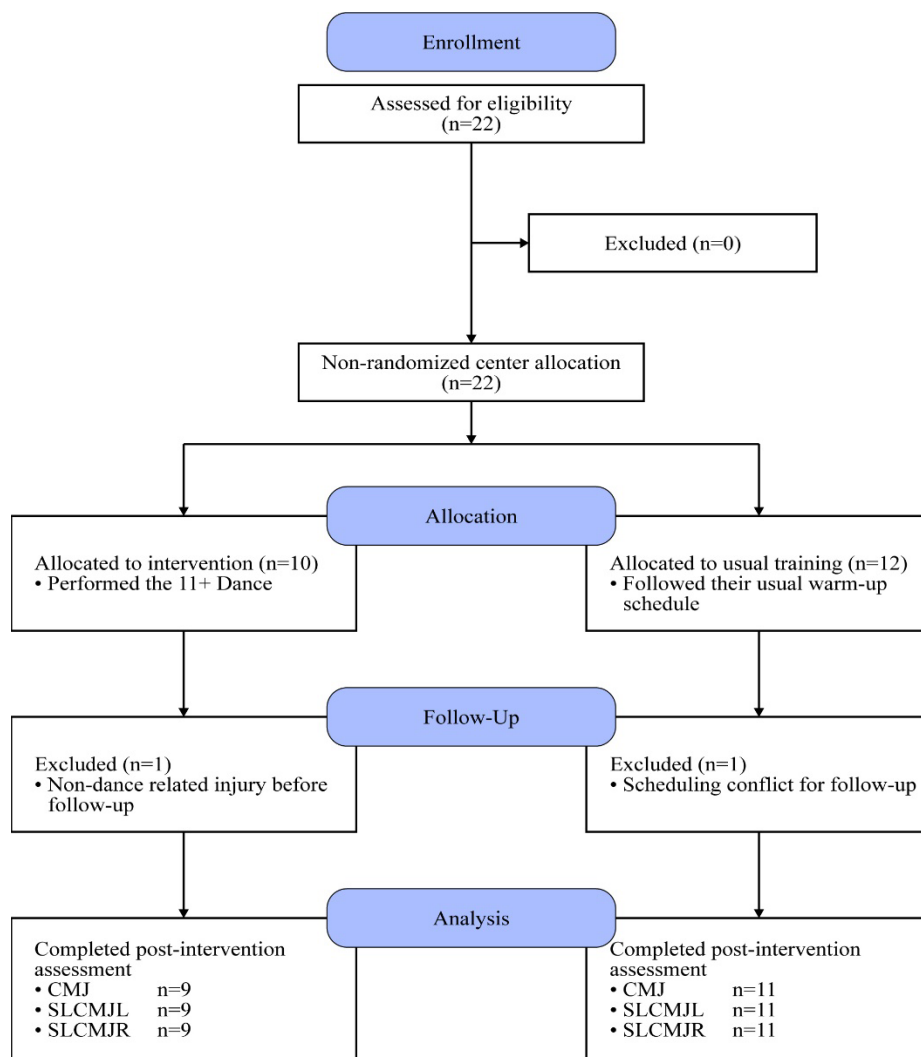 Enrollment
Assessed for eligibility
(n=22)
Excluded (n=0)
Non-randomized center allocation
(n=22)
Allocation
Allocated to intervention (n=10)
• Performed the 11+ Dance
Allocated to usual training (n=12)
• Followed their usual warm-up
schedule
Follow-Up
Excluded (n=1)
• Non-dance related injury before
follow-up
Excluded (n=1)
• Scheduling conflict for follow-up
Analysis
Completed post-intervention
assessment
• CMJ n=9
• SLCMJL n=9
• SLCMJR n=9
Completed post-intervention
assessment
• CMJ n=11
• SLCMJL n=11
• SLCMJR n=11